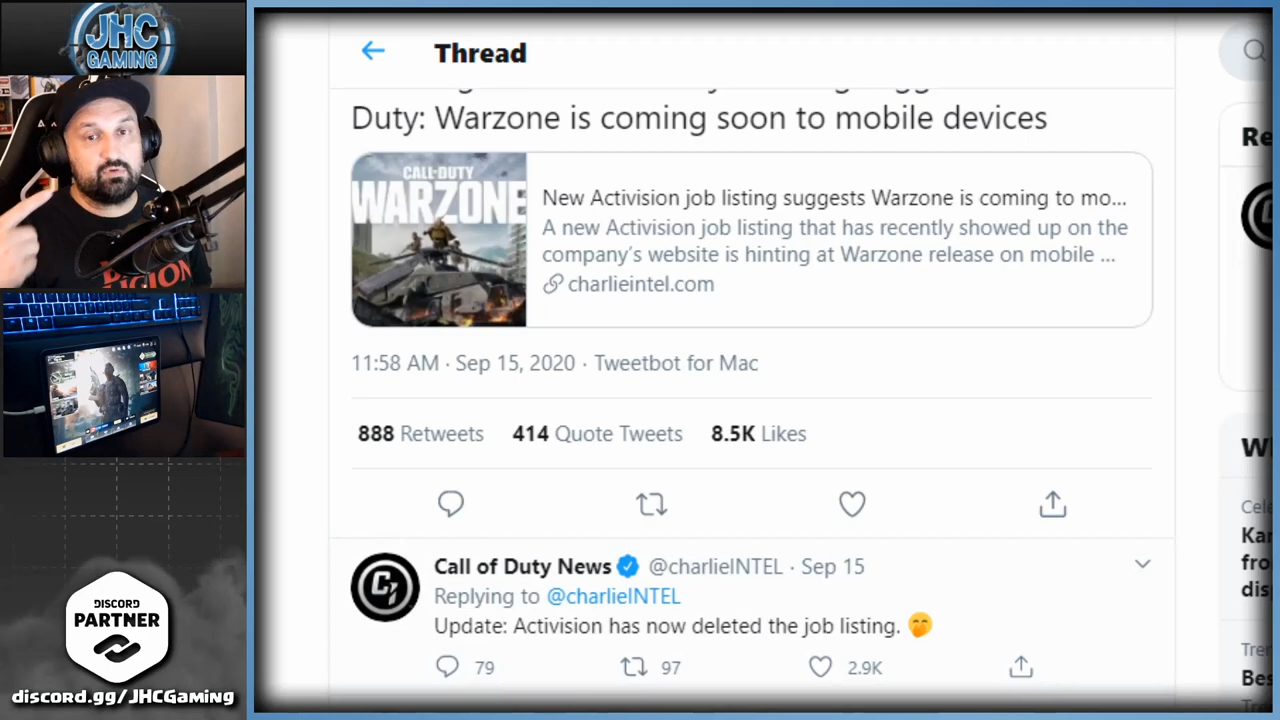 JHC
GAMING
Thread
Duty: Warzone is coming soon to mobile devices
CALL OF DUTY
WARZONE
New Activision job listing suggests Warzone is coming to mo...
A new Activision job listing that has recently showed up on the
company's website is hinting at Warzone release on mobile ...
charlieintel.com
11:58 AM · Sep 15, 2020 · Tweetbot for Mac
888 Retweets 414 Quote Tweets 8.5K Likes
Call of Duty News @charlieINTEL · Sep 15
Replying to @charlieINTEL
Update: Activision has now deleted the job listing. 🤭
79 97 2.9K
DISCORD
PARTNER
discord.gg/JHCGaming